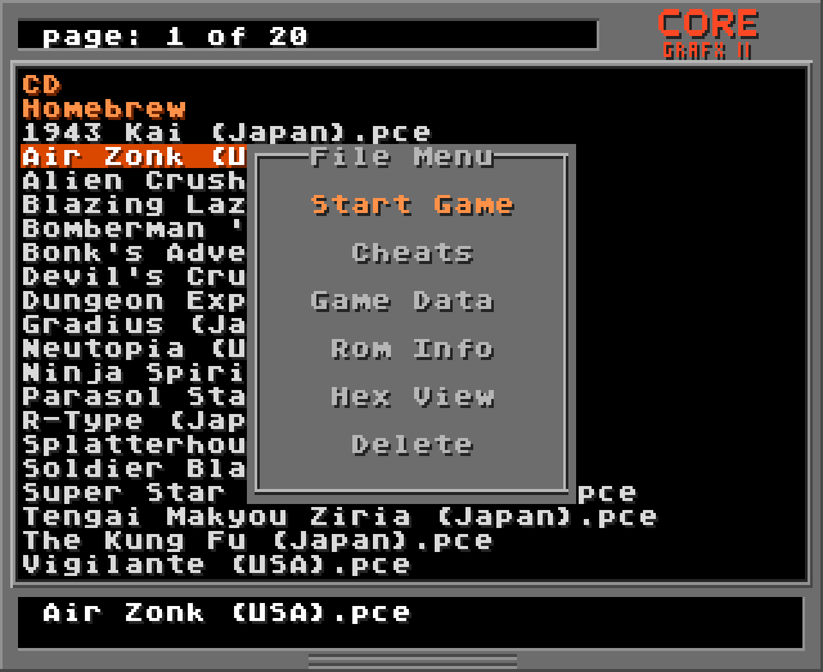 page: 1 of 20
CORE
GRAFX II
CD
Homebrew
1943 Kai (Japan).pce
Air Zonk (U
File Menu
Alien Crush
Blazing Laz
Start Game
Bomberman '
Bonk's Adve
Cheats
Devil's Cru
Dungeon Exp
Game Data
Gradius (Ja
Neutopia (U
Rom Info
Ninja Spiri
Parasol Sta
Hex View
R-Type (Jap
Splatterhou
Delete
Soldier Bla
Super Star pce
Tengai Makyou Ziria (Japan).pce
The Kung Fu (Japan).pce
Vigilante (USA).pce
Air Zonk (USA).pce